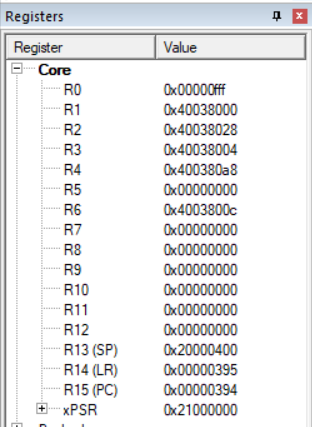 Registers
Register Value
Core
R0 0x00000fff
R1 0x40038000
R2 0x40038028
R3 0x40038004
R4 0x400380a8
R5 0x00000000
R6 0x4003800c
R7 0x00000000
R8 0x00000000
R9 0x00000000
R10 0x00000000
R11 0x00000000
R12 0x00000000
R13 (SP) 0x20000400
R14 (LR) 0x00000395
R15 (PC) 0x00000394
xPSR 0x21000000